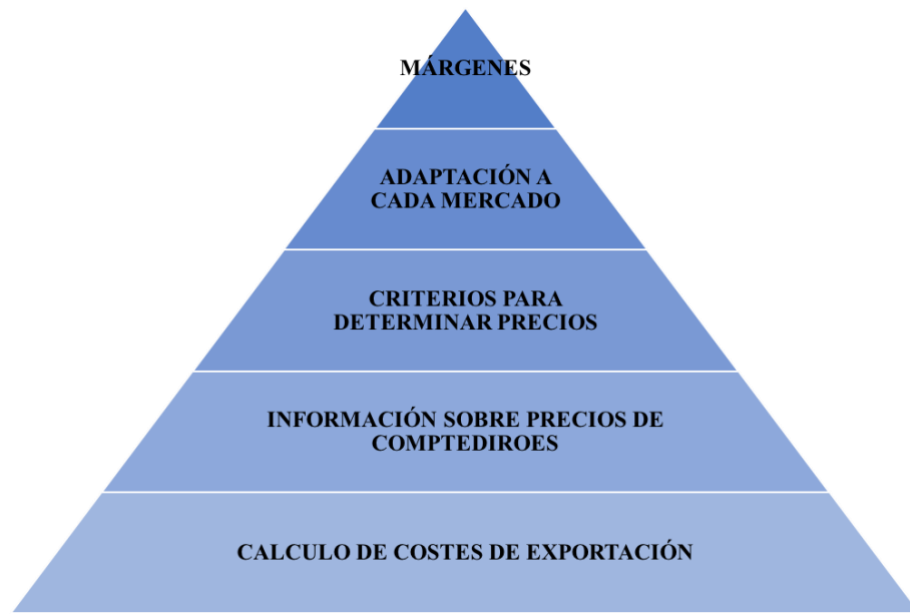 MÁRGENES
ADAPTACIÓN A
CADA MERCADO
CRITERIOS PARA
DETERMINAR PRECIOS
INFORMACIÓN SOBRE PRECIOS DE
COMPTEDIROES
CALCULO DE COSTES DE EXPORTACIÓN